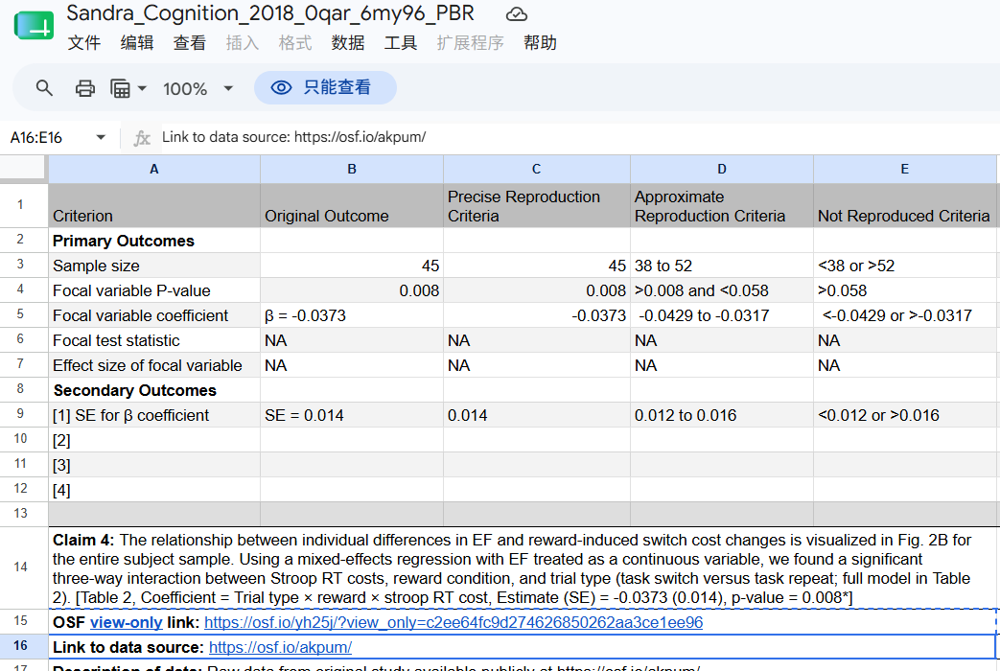 Sandra_Cognition_2018_0qar_6my96_PBR
文件 编辑 查看 插入 格式 数据 工具 扩展程序 帮助
100% 只能查看
A16:E16 fx Link to data source: https://osf.io/akpum/
A B C D E
1 Criterion Original Outcome Precise Reproduction Criteria Approximate Reproduction Criteria Not Reproduced Criteria
2 Primary Outcomes
3 Sample size 45 45 38 to 52 <38 or >52
4 Focal variable P-value 0.008 0.008 >0.008 and <0.058 >0.058
5 Focal variable coefficient β = -0.0373 -0.0373 -0.0429 to -0.0317 <-0.0429 or >-0.0317
6 Focal test statistic NA NA NA NA
7 Effect size of focal variable NA NA NA NA
8 Secondary Outcomes
9 [1] SE for β coefficient SE = 0.014 0.014 0.012 to 0.016 <0.012 or >0.016
10 [2]
11 [3]
12 [4]
13
14 Claim 4: The relationship between individual differences in EF and reward-induced switch cost changes is visualized in Fig. 2B for
the entire subject sample. Using a mixed-effects regression with EF treated as a continuous variable, we found a significant
three-way interaction between Stroop RT costs, reward condition, and trial type (task switch versus task repeat; full model in Table
2). [Table 2, Coefficient = Trial type × reward × stroop RT cost, Estimate (SE) = -0.0373 (0.014), p-value = 0.008*]
15 OSF view-only link: https://osf.io/yh25j/?view_only=c2ee64fc9d274626850262aa3ce1ee96
16 Link to data source: https://osf.io/akpum/
17 Description of data: Raw data from original study available publicly at https://osf.io/akpum/